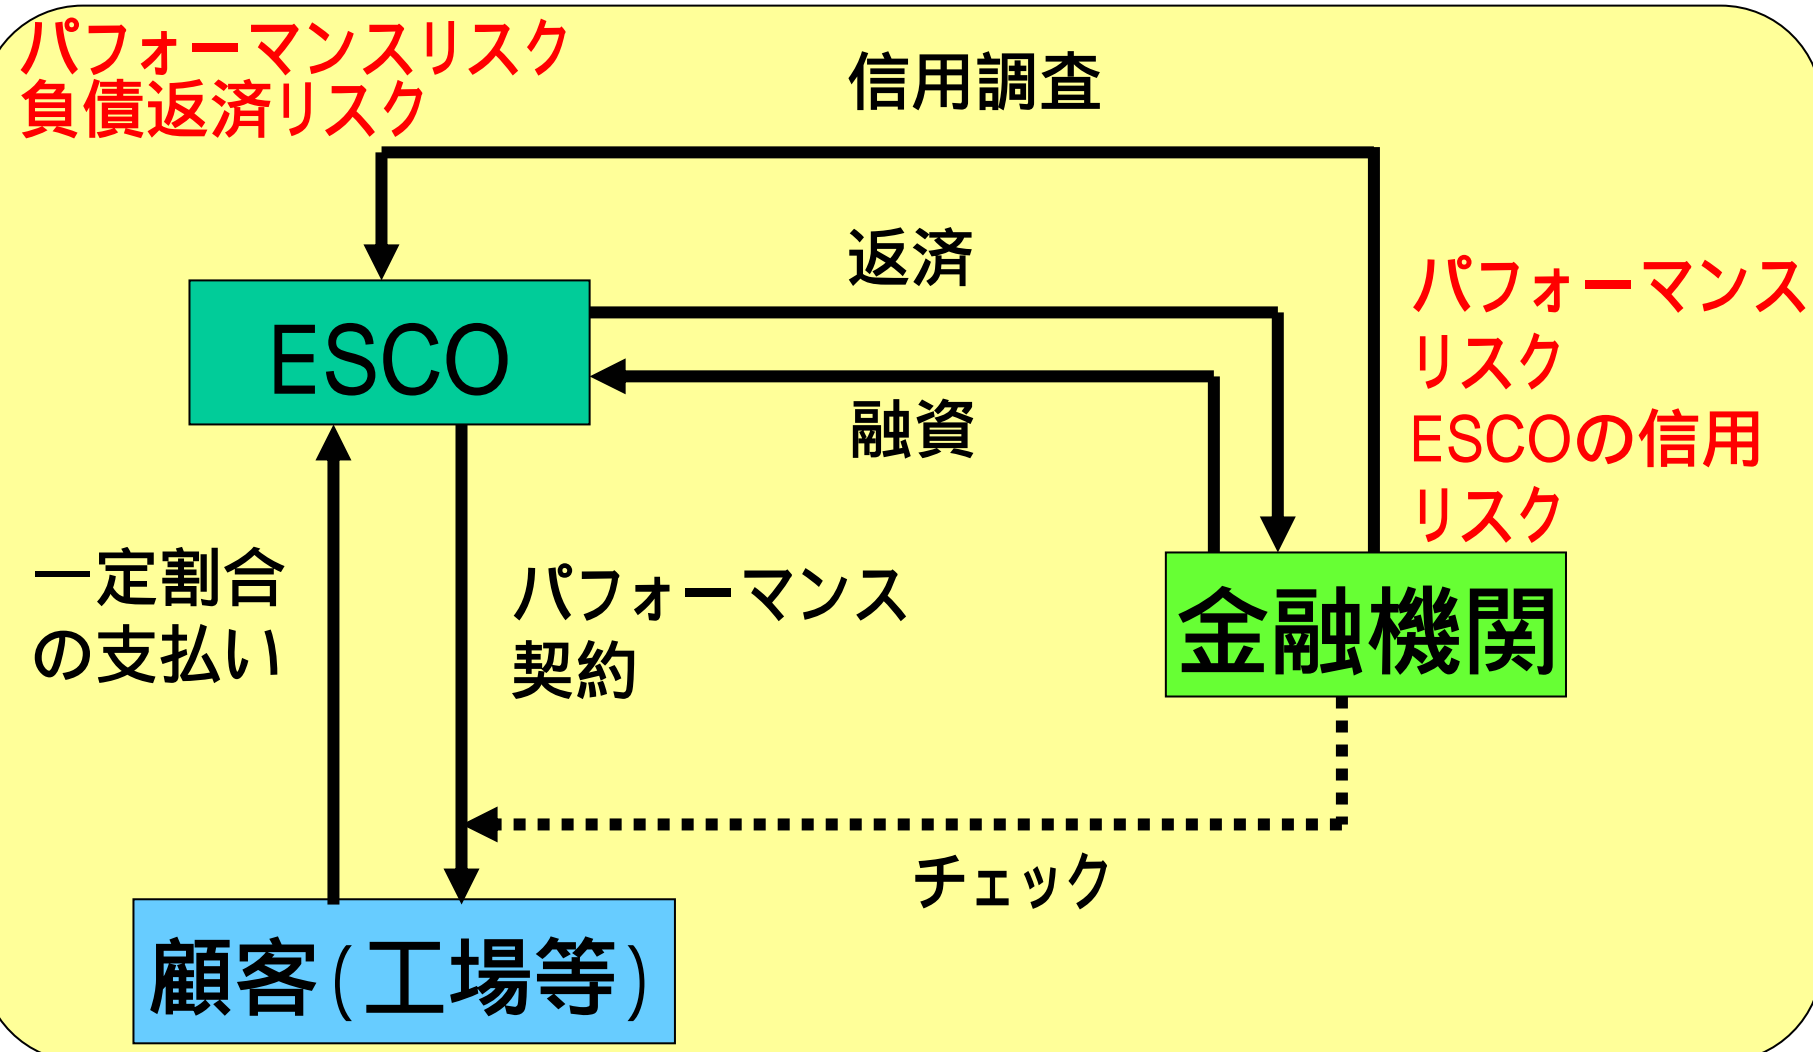 パフォーマンスリスク
負債返済リスク
信用調査
返済
ESCO
融資
パフォーマンス
リスク
ESCOの信用
リスク
一定割合
の支払い
パフォーマンス
契約
金融機関
チェック
顧客(工場等)